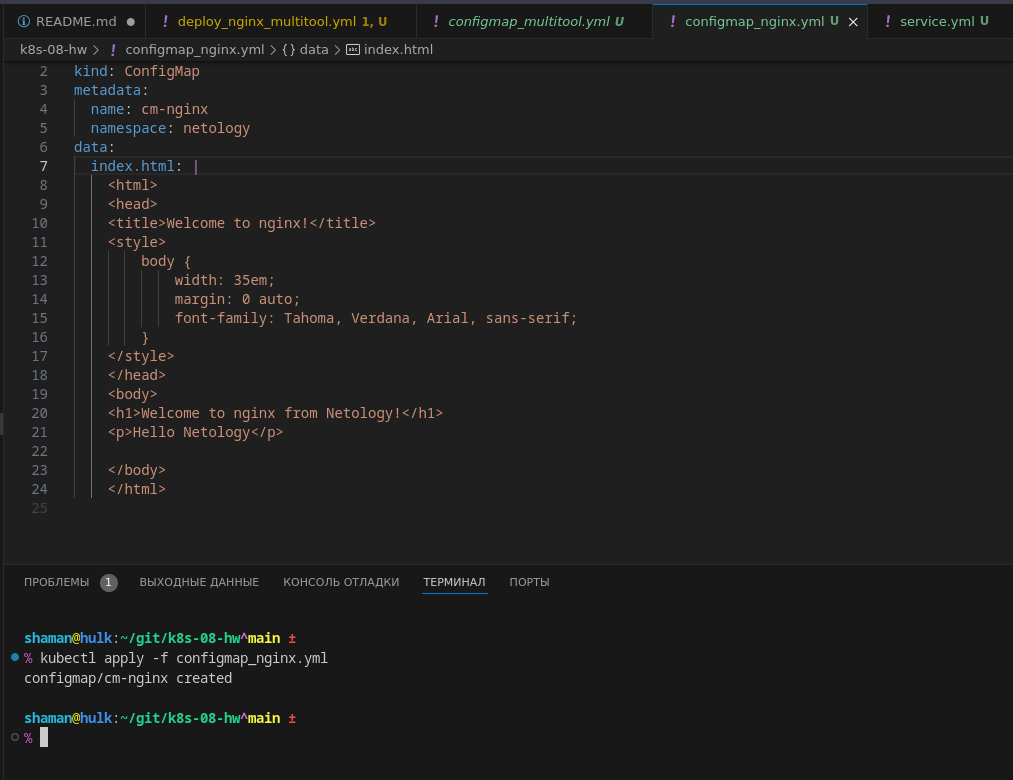 README.md ● ! deploy_nginx_multitool.yml 1, U ! configmap_multitool.yml U ! configmap_nginx.yml U × ! service.yml U
k8s-08-hw > ! configmap_nginx.yml > {} data > abc index.html
2 kind: ConfigMap
3 metadata:
4   name: cm-nginx
5   namespace: netology
6 data:
7   index.html: |
8     <html>
9     <head>
10     <title>Welcome to nginx!</title>
11     <style>
12         body {
13             width: 35em;
14             margin: 0 auto;
15             font-family: Tahoma, Verdana, Arial, sans-serif;
16         }
17     </style>
18     </head>
19     <body>
20     <h1>Welcome to nginx from Netology!</h1>
21     <p>Hello Netology</p>
22
23     </body>
24     </html>
25
ПРОБЛЕМЫ 1 ВЫХОДНЫЕ ДАННЫЕ КОНСОЛЬ ОТЛАДКИ ТЕРМИНАЛ ПОРТЫ
shaman@hulk:~/git/k8s-08-hw^main ±
% kubectl apply -f configmap_nginx.yml
configmap/cm-nginx created
shaman@hulk:~/git/k8s-08-hw^main ±
%